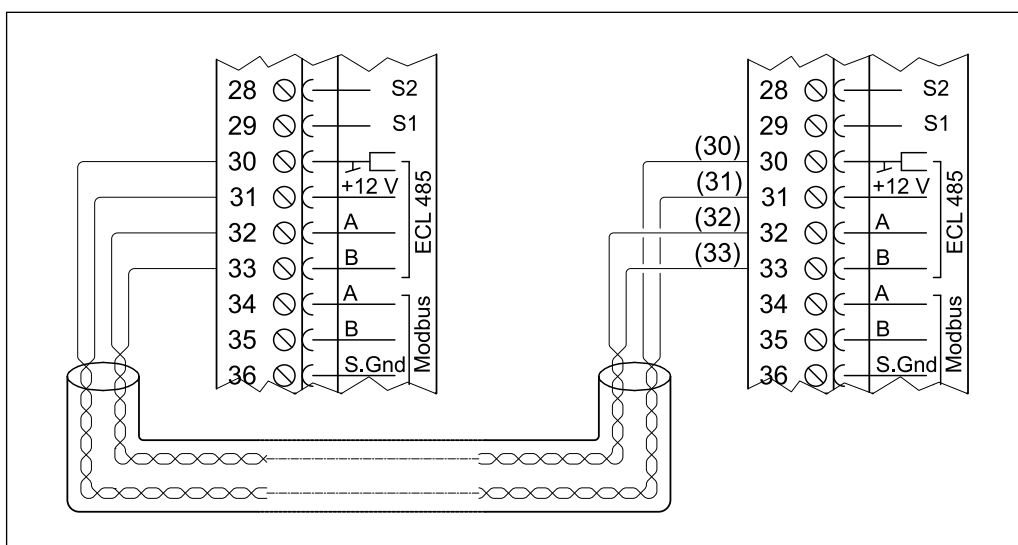 28 S2
29 S1
30
31 +12 V
32 A
33 B
ECL 485
34 A
35 B
36 S.Gnd
Modbus
28 S2
29 S1
(30) 30
(31) 31 +12 V
(32) 32 A
(33) 33 B
ECL 485
34 A
35 B
36 S.Gnd
Modbus